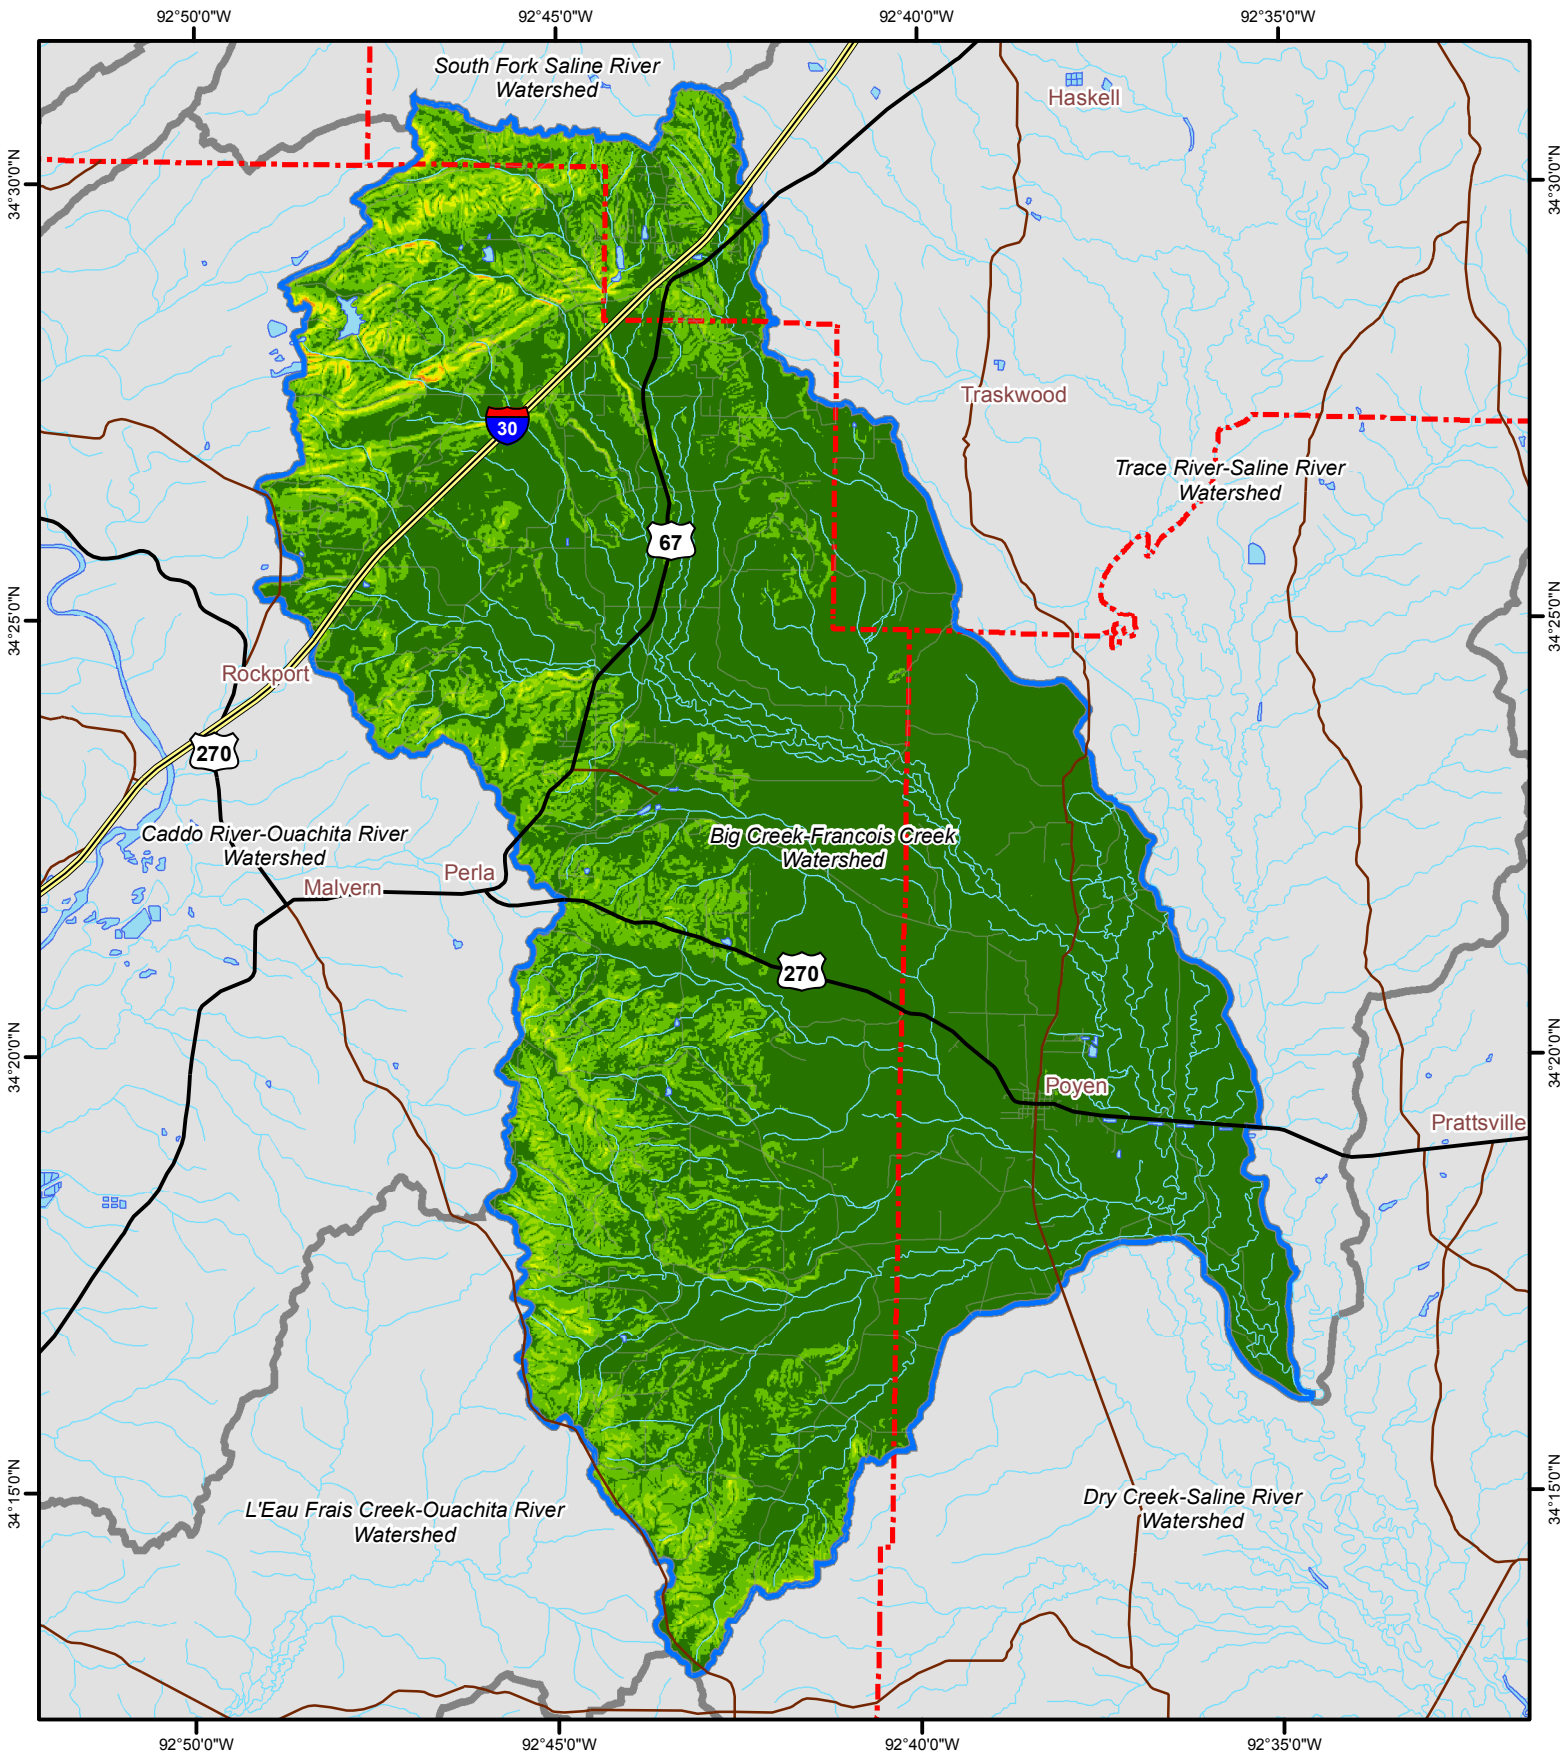 92°50'0"W
92°45'0"W
92°40'0"W
92°35'0"W
South Fork Saline River
Watershed
Haskell
34°30'0"N
34°30'0"N
Traskwood
30
Trace River-Saline River
Watershed
67
34°25'0"N
34°25'0"N
Rockport
270
Caddo River-Ouachita River
Watershed
Big Creek-Francois Creek
Watershed
Perla
Malvern
270
34°20'0"N
34°20'0"N
Poyen
Prattsville
34°15'0"N
34°15'0"N
L'Eau Frais Creek-Ouachita River
Watershed
Dry Creek-Saline River
Watershed
92°50'0"W
92°45'0"W
92°40'0"W
92°35'0"W